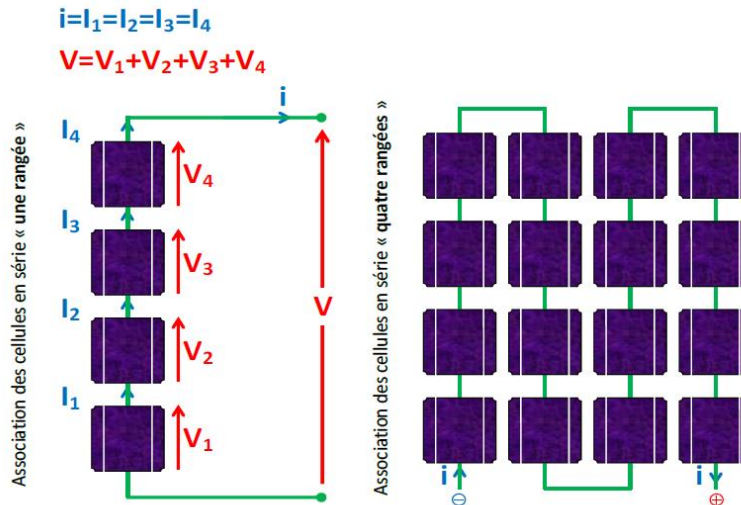 i=I₁=I₂=I₃=I₄
V=V₁+V₂+V₃+V₄
Association des cellules en série « une rangée »
i
I₄
V₄
I₃
V₃
I₂
V₂
I₁
V₁
V
Association des cellules en série « quatre rangées »
i
⊖
i
⊕